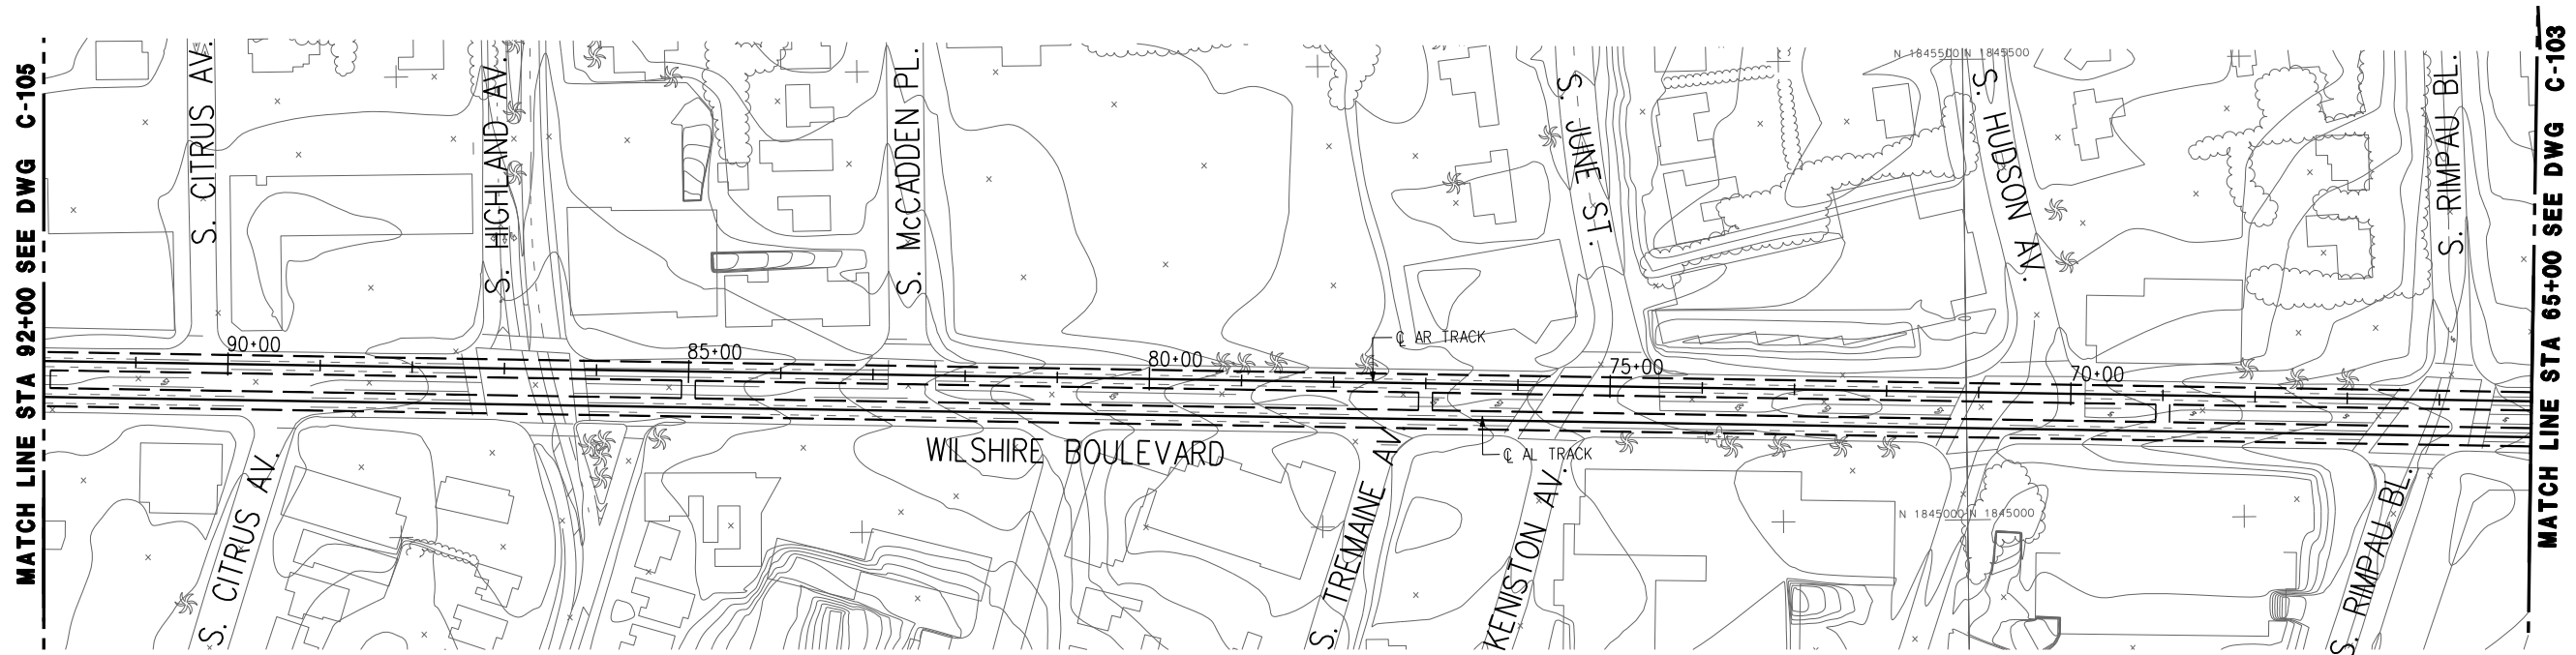 MATCH LINE STA 92+00 SEE DWG C-105
S. CITRUS AV.
S. HIGHLAND AV.
S. McCADDEN PL.
S. JUNE ST.
N 1845500 N 1845500
S. HUDSON AV.
S. RIMPAU BL.
MATCH LINE STA 65+00 SEE DWG C-103
90+00
85+00
80+00
℄ AR TRACK
75+00
70+00
WILSHIRE BOULEVARD
℄ AL TRACK
S. CITRUS AV.
S. TREMAINE AV.
KENISTON AV.
N 1845000 N 1845000
S. RIMPAU BL.